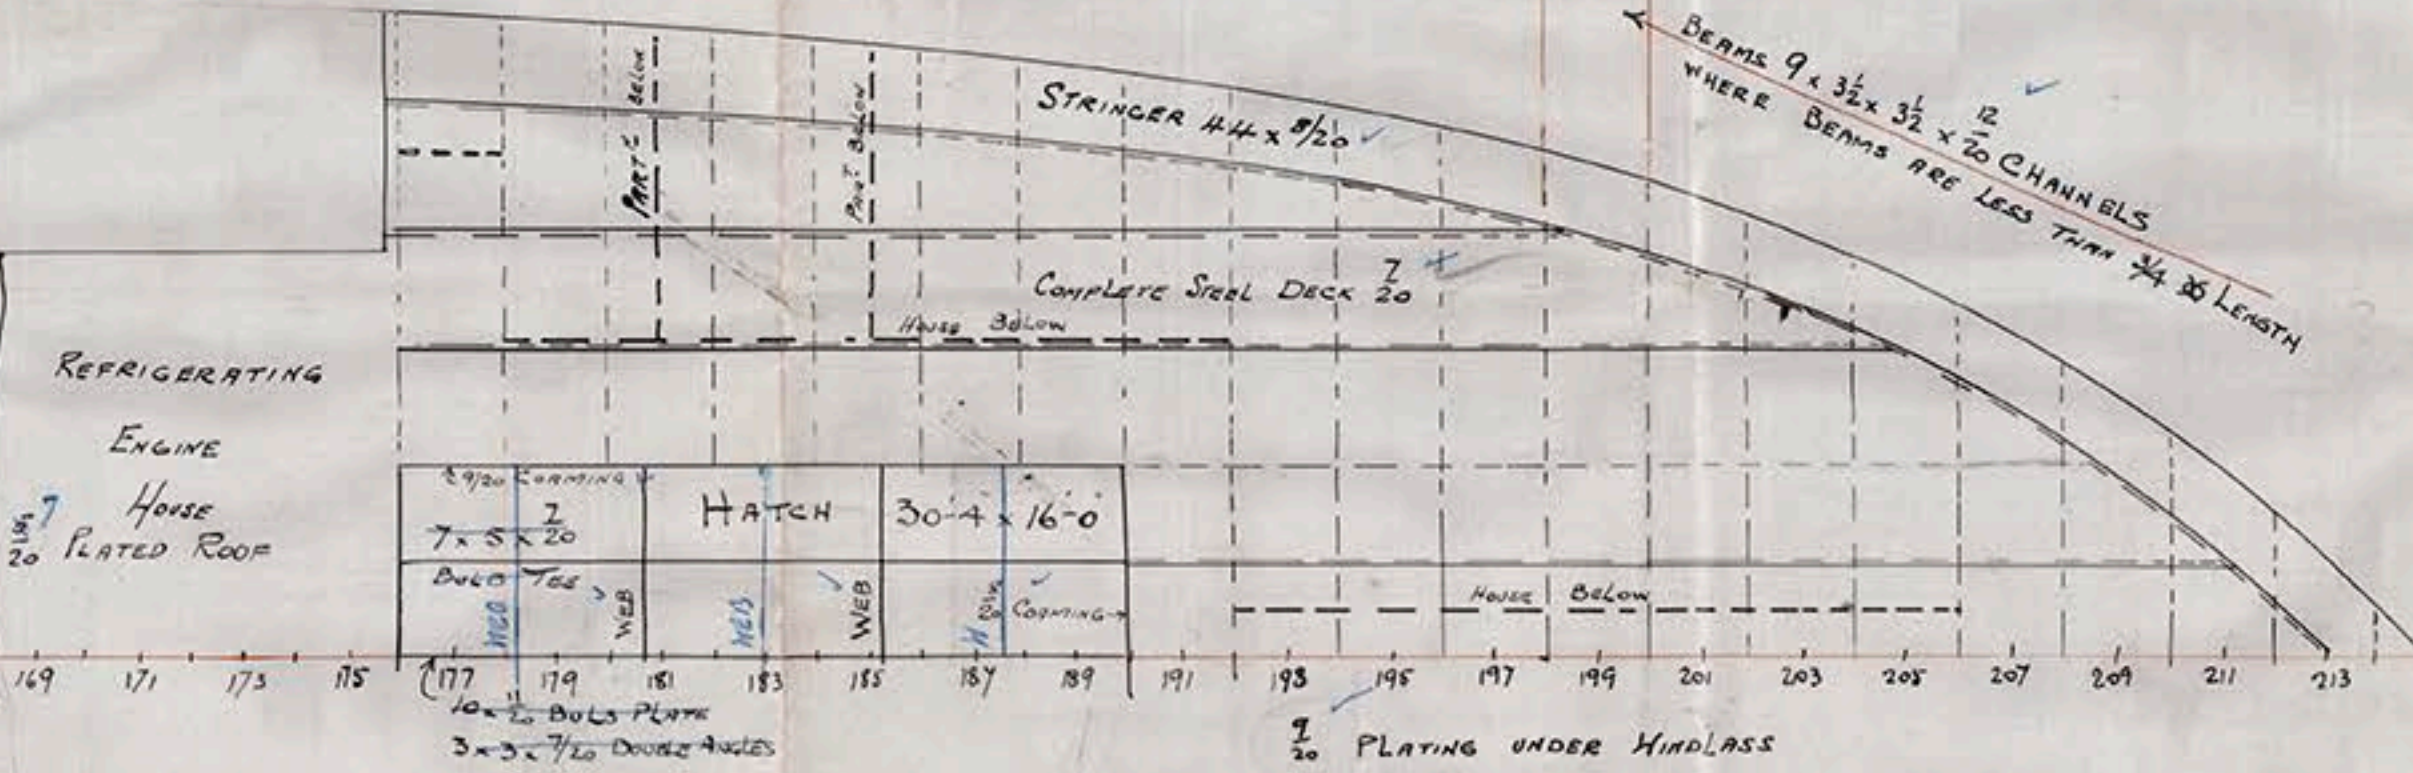 BEAMS 9 x 3½ x 3½ x 12/20 CHANNELS
WHERE BEAMS ARE LESS THAN ¾ LENGTH
STRINGER 44 x 8/20
PARTN BELOW
PARTN BELOW
COMPLETE STEEL DECK 7/20
HOUSE BELOW
REFRIGERATING
ENGINE
HOUSE
7
20 PLATED ROOF
9/20 COAMING
HATCH 30'-4" x 16'-0"
7 x 5 x 7/20
BULB TEE
WEB
WEB
WEB
WEB
20 COAMING
HOUSE BELOW
169 171 173 175 177 179 181 183 185 187 189 191 193 195 197 199 201 203 205 207 209 211 213
10 x 11/20 BULB PLATE
3 x 3 x 7/20 DOUBLE ANGLES
9/20 PLATING UNDER WINDLASS